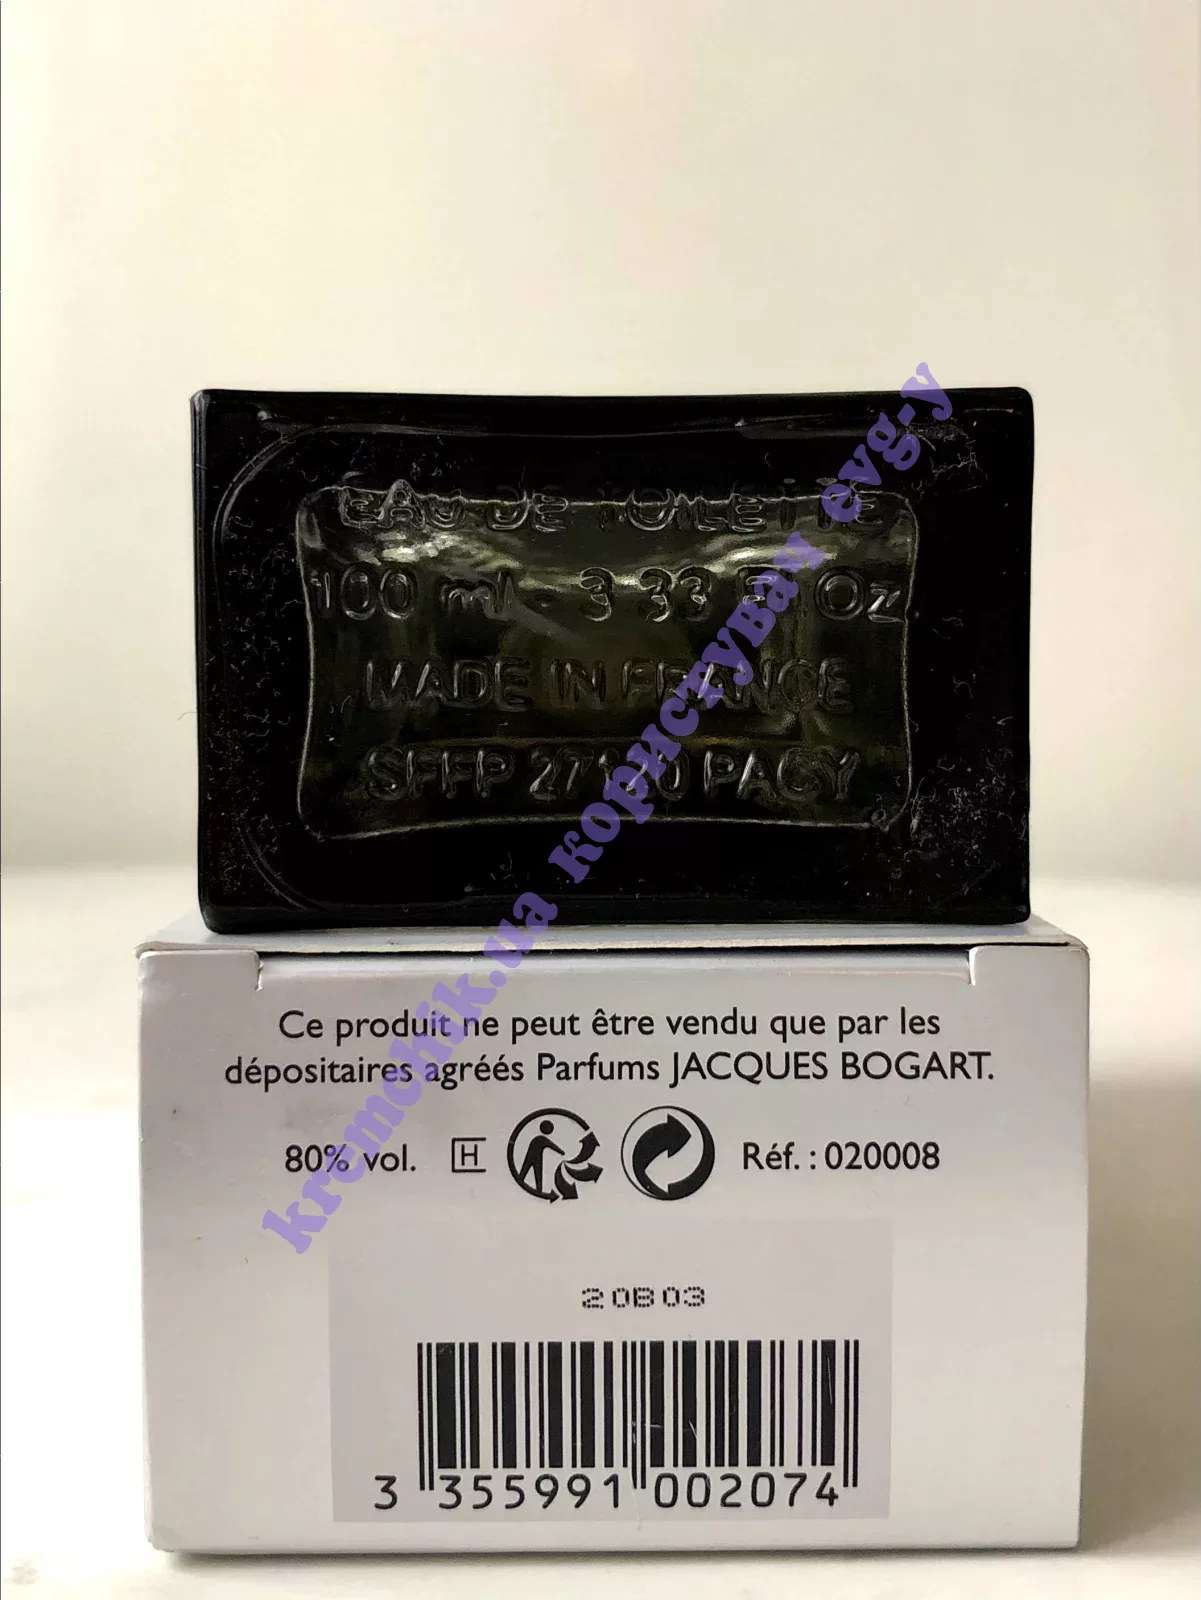 EAU DE TOILETTE
100 ml - 3 33 Fl Oz
MADE IN FRANCE
SFFP 27120 PACY
kremchik.ua користувач evg-y
Ce produit ne peut être vendu que par les
dépositaires agréés Parfums JACQUES BOGART.
80% vol. H Réf. : 020008
20B03
3 355991 002074